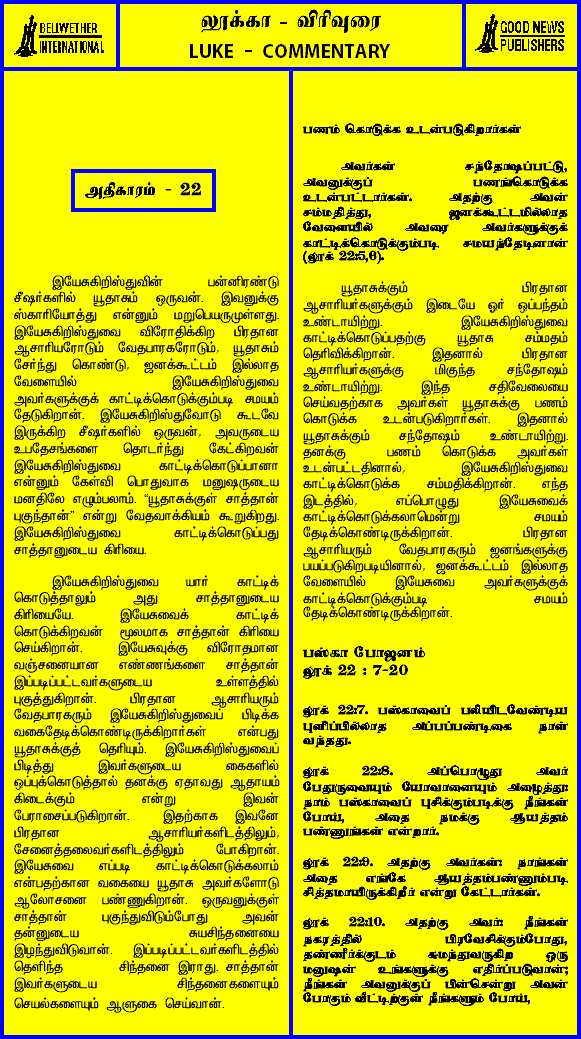 BELLWETHER
INTERNATIONAL
லூக்கா - விரிவுரை
LUKE - COMMENTARY
GOOD NEWS
PUBLISHERS
அதிகாரம் - 22
இயேசுகிறிஸ்துவின் பன்னிரண்டு
சீஷர்களில் யூதாசும் ஒருவன். இவனுக்கு
ஸ்காரியோத்து என்னும் மறுபெயருமுள்ளது.
இயேசுகிறிஸ்துவை விரோதிக்கிற பிரதான
ஆசாரியரோடும் வேதபாரகரோடும், யூதாசும்
சேர்ந்து கொண்டு, ஜனக்கூட்டம் இல்லாத
வேளையில் இயேசுகிறிஸ்துவை
அவர்களுக்குக் காட்டிக்கொடுக்கும்படி சமயம்
தேடுகிறான். இயேசுகிறிஸ்துவோடு கூடவே
இருக்கிற சீஷர்களில் ஒருவன், அவருடைய
உபதேசங்களை தொடர்ந்து கேட்கிறவன்
இயேசுகிறிஸ்துவை காட்டிக்கொடுப்பானா
என்னும் கேள்வி பொதுவாக மனுஷருடைய
மனதிலே எழும்பலாம். “யூதாசுக்குள் சாத்தான்
புகுந்தான்” என்று வேதவாக்கியம் கூறுகிறது.
இயேசுகிறிஸ்துவை காட்டிக்கொடுப்பது
சாத்தானுடைய கிரியை.
இயேசுகிறிஸ்துவை யார் காட்டிக்
கொடுத்தாலும் அது சாத்தானுடைய
கிரியையே. இயேசுவைக் காட்டிக்
கொடுக்கிறவன் மூலமாக சாத்தான் கிரியை
செய்கிறான். இயேசுவுக்கு விரோதமான
வஞ்சனையான எண்ணங்களை சாத்தான்
இப்படிப்பட்டவர்களுடைய உள்ளத்தில்
புகுத்துகிறான். பிரதான ஆசாரியரும்
வேதபாரகரும் இயேசுகிறிஸ்துவைப் பிடிக்க
வகைதேடிக்கொண்டிருக்கிறார்கள் என்பது
யூதாசுக்குத் தெரியும். இயேசுகிறிஸ்துவைப்
பிடித்து இவர்களுடைய கைகளில்
ஒப்புக்கொடுத்தால் தனக்கு ஏதாவது ஆதாயம்
கிடைக்கும் என்று இவன்
பேராசைப்படுகிறான். இதற்காக இவனே
பிரதான ஆசாரியர்களிடத்திலும்,
சேனைத்தலைவர்களிடத்திலும் போகிறான்.
இயேசுவை எப்படி காட்டிக்கொடுக்கலாம்
என்பதற்கான வகையை யூதாசு அவர்களோடு
ஆலோசனை பண்ணுகிறான். ஒருவனுக்குள்
சாத்தான் புகுந்துவிடும்போது அவன்
தன்னுடைய சுயசிந்தனையை
இழந்துவிடுவான். இப்படிப்பட்டவர்களிடத்தில்
தெளிந்த சிந்தனை இராது. சாத்தான்
இவர்களுடைய சிந்தனைகளையும்
செயல்களையும் ஆளுகை செய்வான்.
பணம் கொடுக்க உடன்படுகிறார்கள்
அவர்கள் சந்தோஷப்பட்டு,
அவனுக்குப் பணங்கொடுக்க
உடன்பட்டார்கள். அதற்கு அவன்
சம்மதித்து, ஜனக்கூட்டமில்லாத
வேளையில் அவரை அவர்களுக்குக்
காட்டிக்கொடுக்கும்படி சமயந்தேடினான்
(லூக் 22:5,6).
யூதாசுக்கும் பிரதான
ஆசாரியர்களுக்கும் இடையே ஓர் ஒப்பந்தம்
உண்டாயிற்று. இயேசுகிறிஸ்துவை
காட்டிக்கொடுப்பதற்கு யூதாசு சம்மதம்
தெரிவிக்கிறான். இதனால் பிரதான
ஆசாரியர்களுக்கு மிகுந்த சந்தோஷம்
உண்டாயிற்று. இந்த சதிவேலையை
செய்வதற்காக அவர்கள் யூதாசுக்கு பணம்
கொடுக்க உடன்படுகிறார்கள். இதனால்
யூதாசுக்கும் சந்தோஷம் உண்டாயிற்று.
தனக்கு பணம் கொடுக்க அவர்கள்
உடன்பட்டதினால், இயேசுகிறிஸ்துவை
காட்டிக்கொடுக்க சம்மதிக்கிறான். எந்த
இடத்தில், எப்பொழுது இயேசுவைக்
காட்டிக்கொடுக்கலாமென்று சமயம்
தேடிக்கொண்டிருக்கிறான். பிரதான
ஆசாரியரும் வேதபாரகரும் ஜனங்களுக்கு
பயப்படுகிறபடியினால், ஜனக்கூட்டம் இல்லாத
வேளையில் இயேசுவை அவர்களுக்குக்
காட்டிக்கொடுக்கும்படி சமயம்
தேடிக்கொண்டிருக்கிறான்.
பஸ்கா போஜனம்
லூக் 22 : 7-20
லூக் 22:7. பஸ்காவைப் பலியிடவேண்டிய
புளிப்பில்லாத அப்பப்பண்டிகை நாள்
வந்தது.
லூக் 22:8. அப்பொழுது அவர்
பேதுருவையும் யோவானையும் அழைத்து:
நாம் பஸ்காவைப் புசிக்கும்படிக்கு நீங்கள்
போய், அதை நமக்கு ஆயத்தம்
பண்ணுங்கள் என்றார்.
லூக் 22:9. அதற்கு அவர்கள்: நாங்கள்
அதை எங்கே ஆயத்தம்பண்ணும்படி
சித்தமாயிருக்கிறீர் என்று கேட்டார்கள்.
லூக் 22:10. அதற்கு அவர்: நீங்கள்
நகரத்தில் பிரவேசிக்கும்போது,
தண்ணீர்க்குடம் சுமந்துவருகிற ஒரு
மனுஷன் உங்களுக்கு எதிர்ப்படுவான்;
நீங்கள் அவனுக்குப் பின்சென்று அவன்
போகும் வீட்டிற்குள் நீங்களும் போய்,